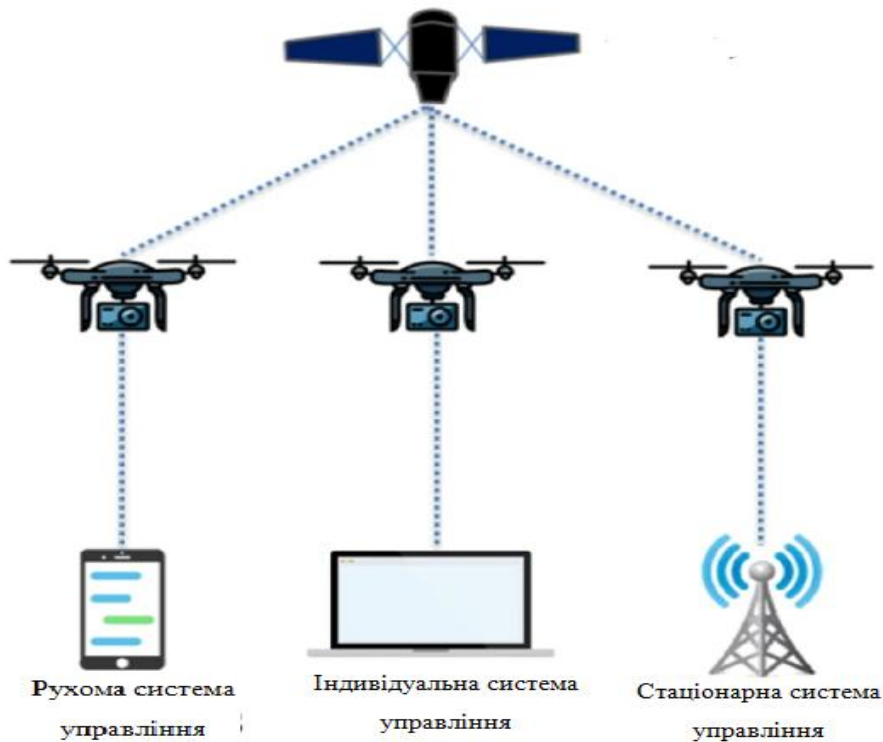 Рухома система
управління
Індивідуальна система
управління
Стаціонарна система
управління